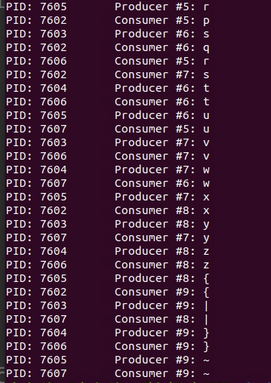 PID: 7605 Producer #5: r
PID: 7602 Consumer #5: p
PID: 7603 Producer #6: s
PID: 7602 Consumer #6: q
PID: 7606 Consumer #5: r
PID: 7602 Consumer #7: s
PID: 7604 Producer #6: t
PID: 7606 Consumer #6: t
PID: 7605 Producer #6: u
PID: 7607 Consumer #5: u
PID: 7603 Producer #7: v
PID: 7606 Consumer #7: v
PID: 7604 Producer #7: w
PID: 7607 Consumer #6: w
PID: 7605 Producer #7: x
PID: 7602 Consumer #8: x
PID: 7603 Producer #8: y
PID: 7607 Consumer #7: y
PID: 7604 Producer #8: z
PID: 7606 Consumer #8: z
PID: 7605 Producer #8: {
PID: 7602 Consumer #9: {
PID: 7603 Producer #9: |
PID: 7607 Consumer #8: |
PID: 7604 Producer #9: }
PID: 7606 Consumer #9: }
PID: 7605 Producer #9: ~
PID: 7607 Consumer #9: ~